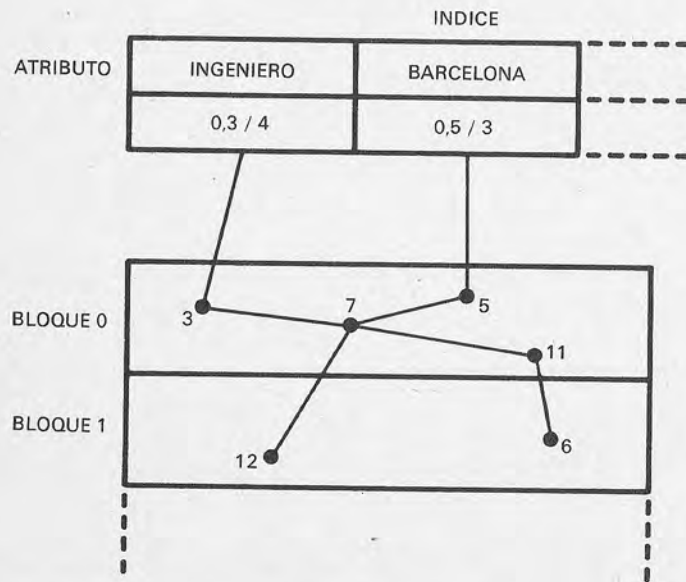 INDICE
ATRIBUTO INGENIERO BARCELONA
0,3 / 4 0,5 / 3
BLOQUE 0 3 7 5
11
BLOQUE 1 12 6